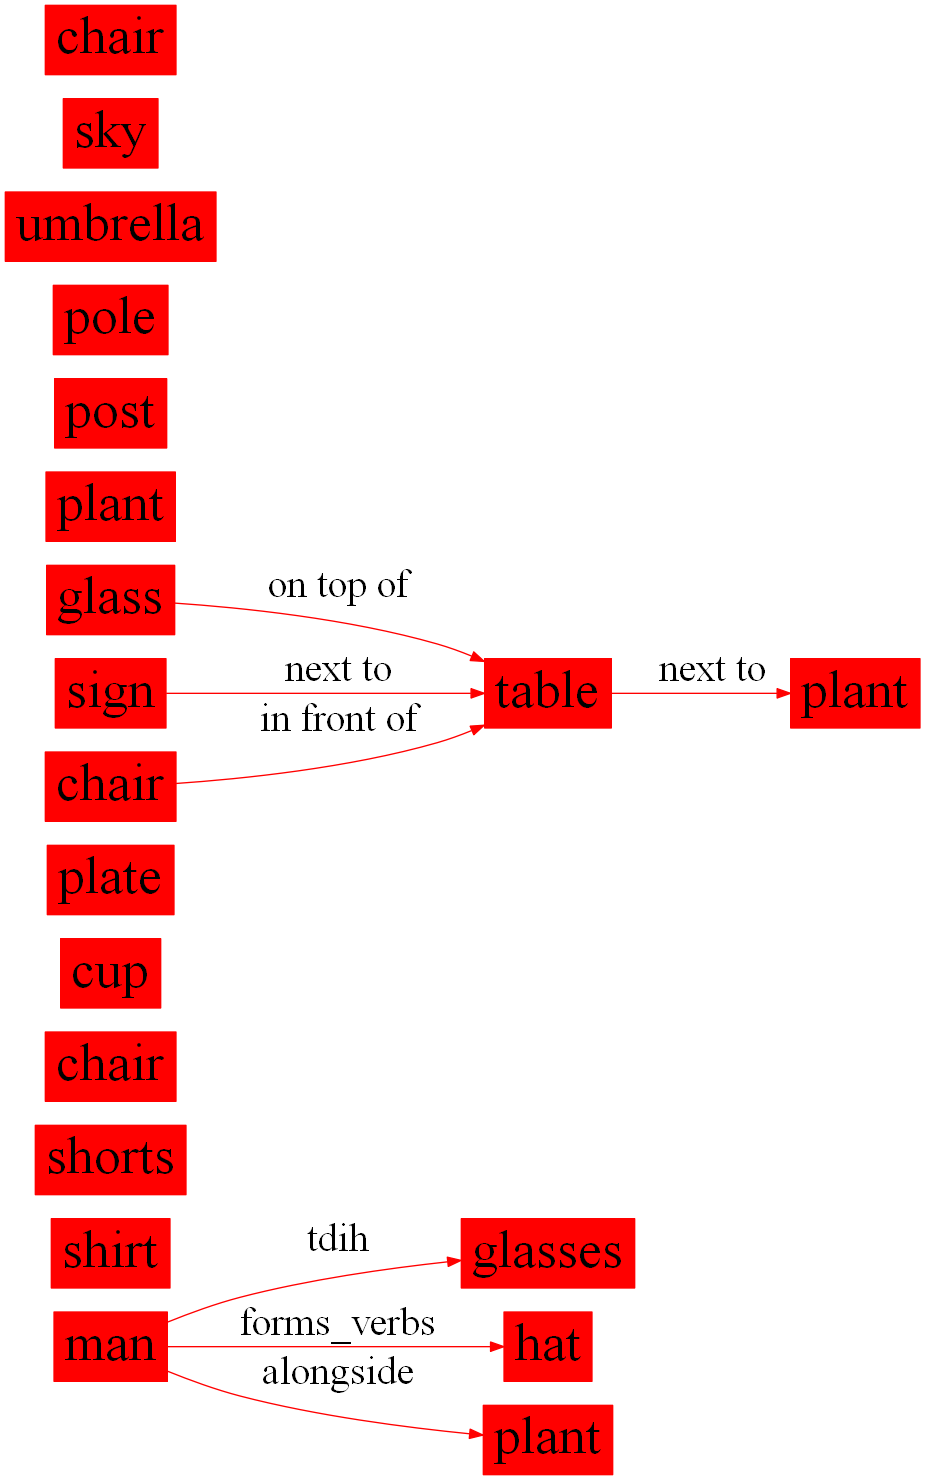 chair
sky
umbrella
pole
post
plant
glass
on top of
sign
next to
table
next to
plant
in front of
chair
plate
cup
chair
shorts
shirt
tdih
glasses
man
forms_verbs
hat
alongside
plant